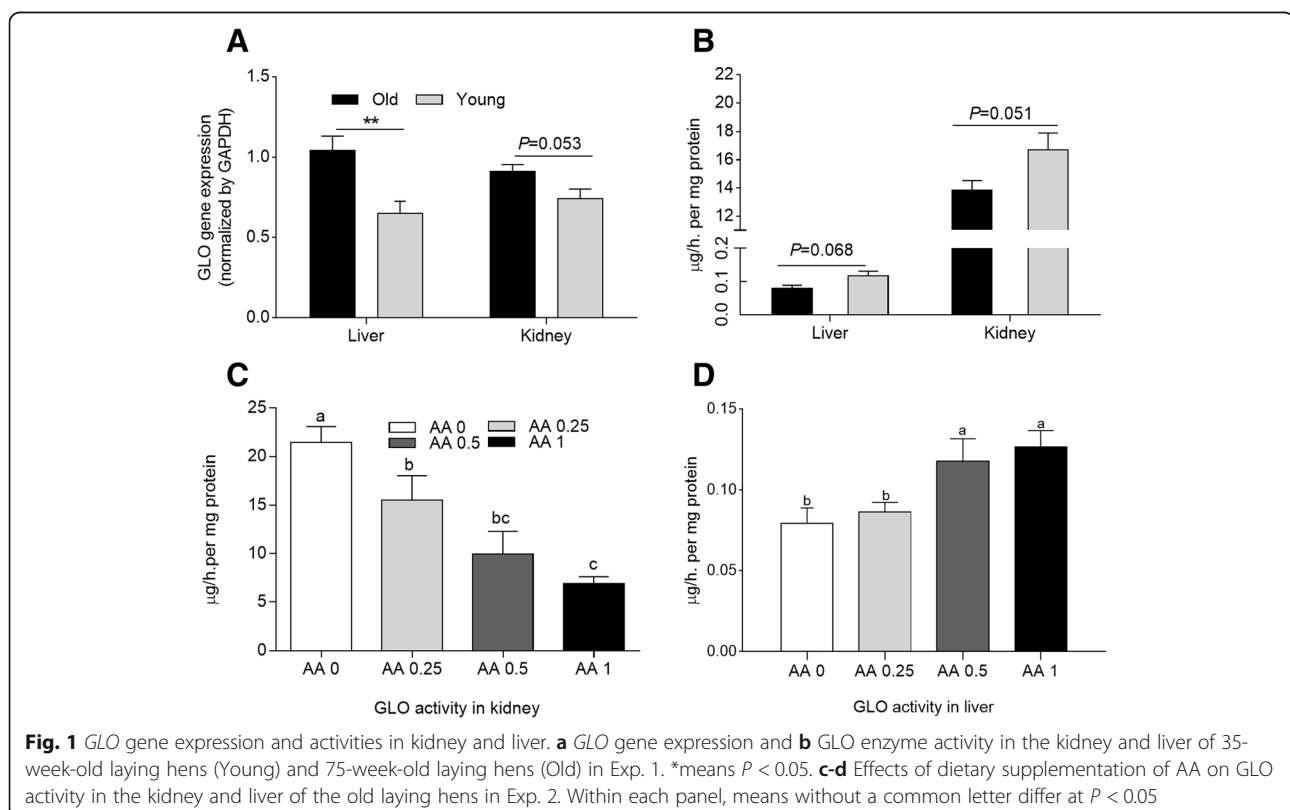 A
GLO gene expression
(normalized by GAPDH)
1.5
1.0
0.5
0.0
Old Young
**
P=0.053
Liver Kidney
B
μg/h. per mg protein
22
20
18
16
14
12
0.2
0.1
0.0
P=0.068
P=0.051
Liver Kidney
C
μg/h.per mg protein
25
20
15
10
5
0
AA 0 AA 0.25
AA 0.5 AA 1
a
b
bc
c
AA 0 AA 0.25 AA 0.5 AA 1
GLO activity in kidney
D
μg/h. per mg protein
0.15
0.10
0.05
0.00
b
b
a
a
AA 0 AA 0.25 AA 0.5 AA 1
GLO activity in liver
Fig. 1 GLO gene expression and activities in kidney and liver. a GLO gene expression and b GLO enzyme activity in the kidney and liver of 35-
week-old laying hens (Young) and 75-week-old laying hens (Old) in Exp. 1. *means P < 0.05. c-d Effects of dietary supplementation of AA on GLO
activity in the kidney and liver of the old laying hens in Exp. 2. Within each panel, means without a common letter differ at P < 0.05